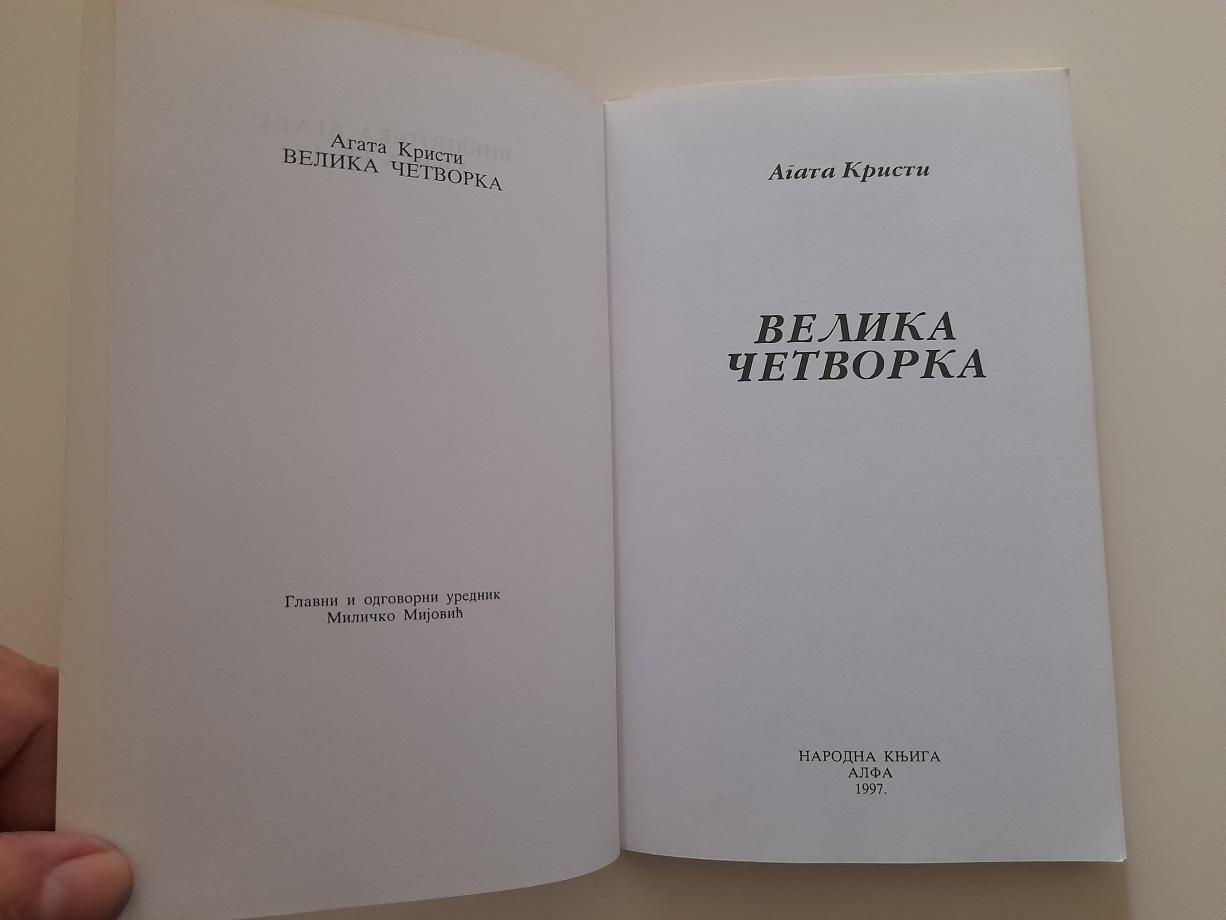 Агата Кристи
ВЕЛИКА ЧЕТВОРКА
Главни и одговорни уредник
Миличко Мијовић
Агата Кристи
ВЕЛИКА
ЧЕТВОРКА
НАРОДНА КЊИГА
АЛФА
1997.